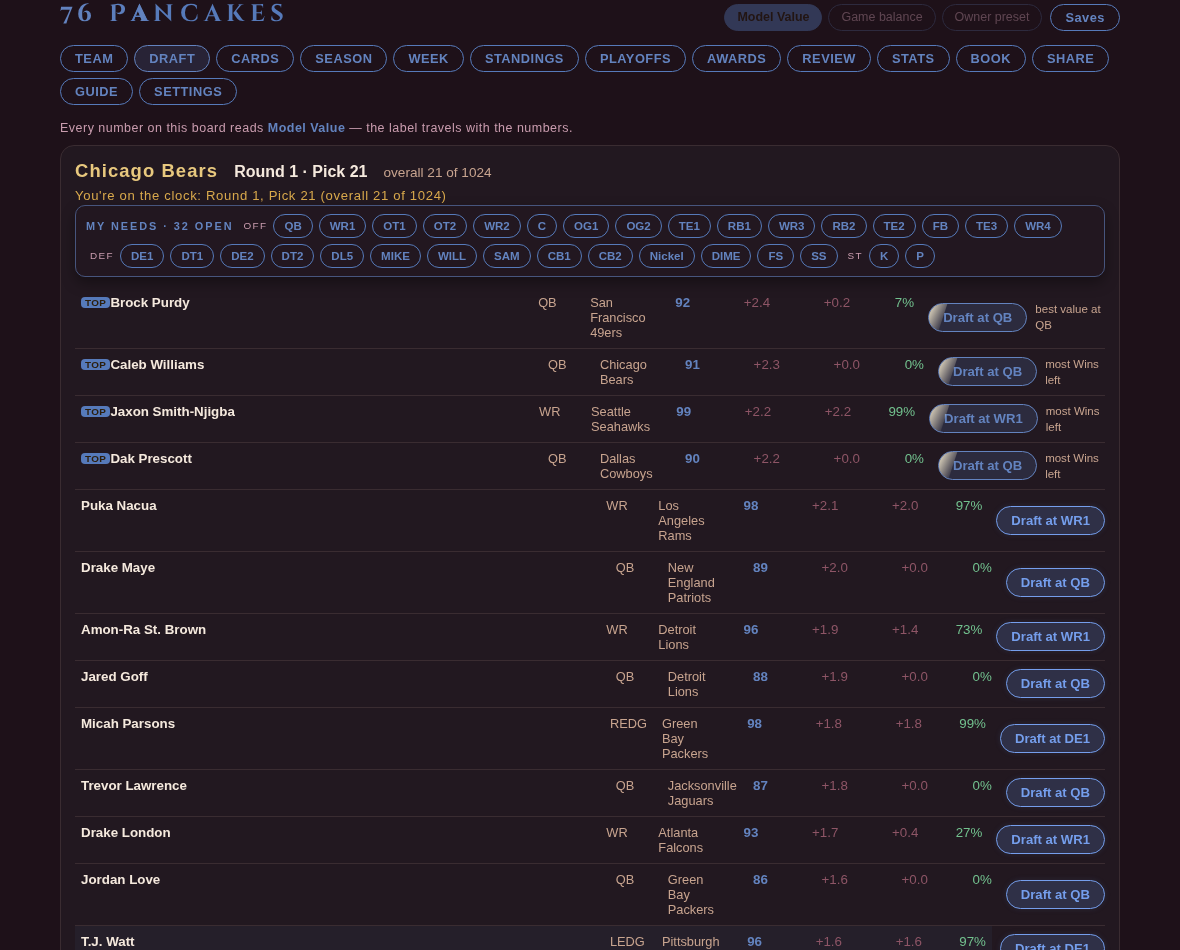 76 PANCAKES
Model Value Game balance Owner preset Saves
TEAM DRAFT CARDS SEASON WEEK STANDINGS PLAYOFFS AWARDS REVIEW STATS BOOK SHARE
GUIDE SETTINGS
Every number on this board reads Model Value — the label travels with the numbers.
Chicago Bears Round 1 · Pick 21 overall 21 of 1024
You're on the clock: Round 1, Pick 21 (overall 21 of 1024)
MY NEEDS · 32 OPEN OFF QB WR1 OT1 OT2 WR2 C OG1 OG2 TE1 RB1 WR3 RB2 TE2 FB TE3 WR4
DEF DE1 DT1 DE2 DT2 DL5 MIKE WILL SAM CB1 CB2 Nickel DIME FS SS ST K P
TOP Brock Purdy QB San Francisco 49ers 92 +2.4 +0.2 7% Draft at QB best value at QB
TOP Caleb Williams QB Chicago Bears 91 +2.3 +0.0 0% Draft at QB most Wins left
TOP Jaxon Smith-Njigba WR Seattle Seahawks 99 +2.2 +2.2 99% Draft at WR1 most Wins left
TOP Dak Prescott QB Dallas Cowboys 90 +2.2 +0.0 0% Draft at QB most Wins left
Puka Nacua WR Los Angeles Rams 98 +2.1 +2.0 97% Draft at WR1
Drake Maye QB New England Patriots 89 +2.0 +0.0 0% Draft at QB
Amon-Ra St. Brown WR Detroit Lions 96 +1.9 +1.4 73% Draft at WR1
Jared Goff QB Detroit Lions 88 +1.9 +0.0 0% Draft at QB
Micah Parsons REDG Green Bay Packers 98 +1.8 +1.8 99% Draft at DE1
Trevor Lawrence QB Jacksonville Jaguars 87 +1.8 +0.0 0% Draft at QB
Drake London WR Atlanta Falcons 93 +1.7 +0.4 27% Draft at WR1
Jordan Love QB Green Bay Packers 86 +1.6 +0.0 0% Draft at QB
T.J. Watt LEDG Pittsburgh 96 +1.6 +1.6 97% Draft at DE1